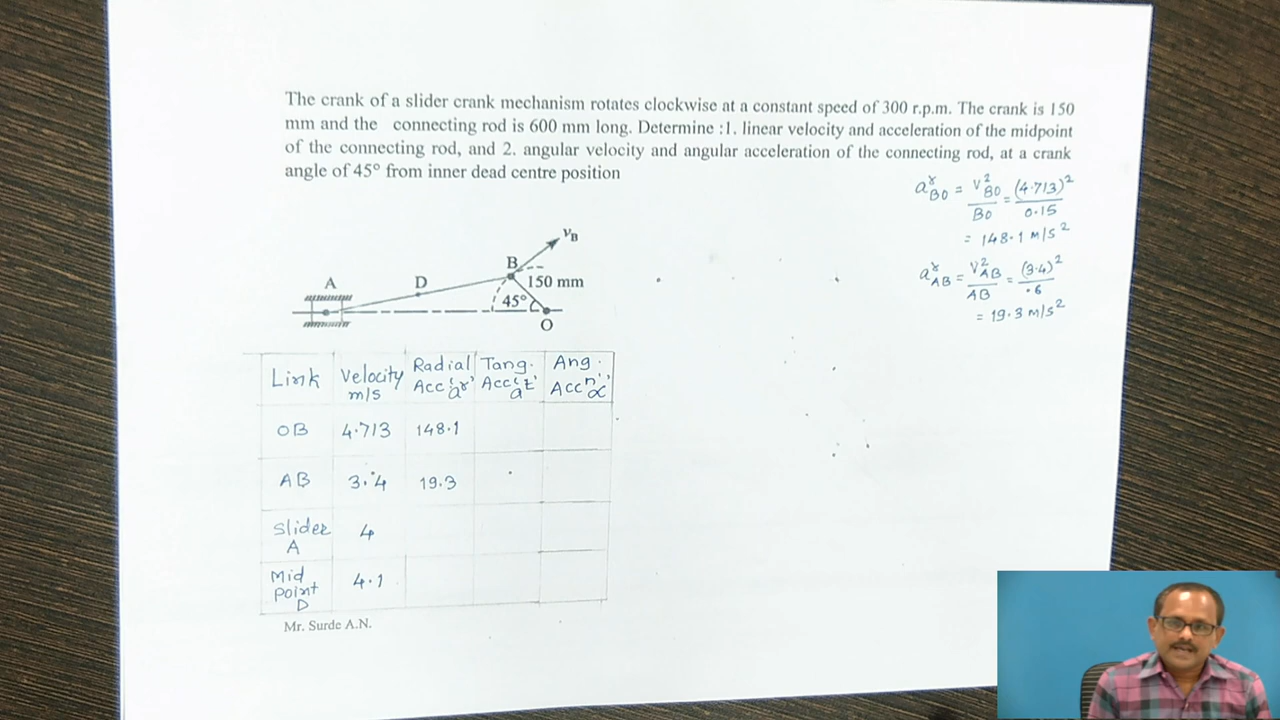 The crank of a slider crank mechanism rotates clockwise at a constant speed of 300 r.p.m. The crank is 150
mm and the connecting rod is 600 mm long. Determine :1. linear velocity and acceleration of the midpoint
of the connecting rod, and 2. angular velocity and angular acceleration of the connecting rod, at a crank
angle of 45° from inner dead centre position
a^r_BO = V²_BO / BO = (4.713)² / 0.15
= 148.1 M/S²
a^r_AB = V²_AB / AB = (3.4)² / .6
= 19.3 M/S²
v_B
B
A
D
150 mm
45°
O
Link | Velocity m/s | Radial Accⁿ 'a^r' | Tang. Accⁿ 'a^t' | Ang. Accⁿ 'α'
OB | 4.713 | 148.1
AB | 3.4 | 19.3
Slider A | 4
Mid point D | 4.1
Mr. Surde A.N.